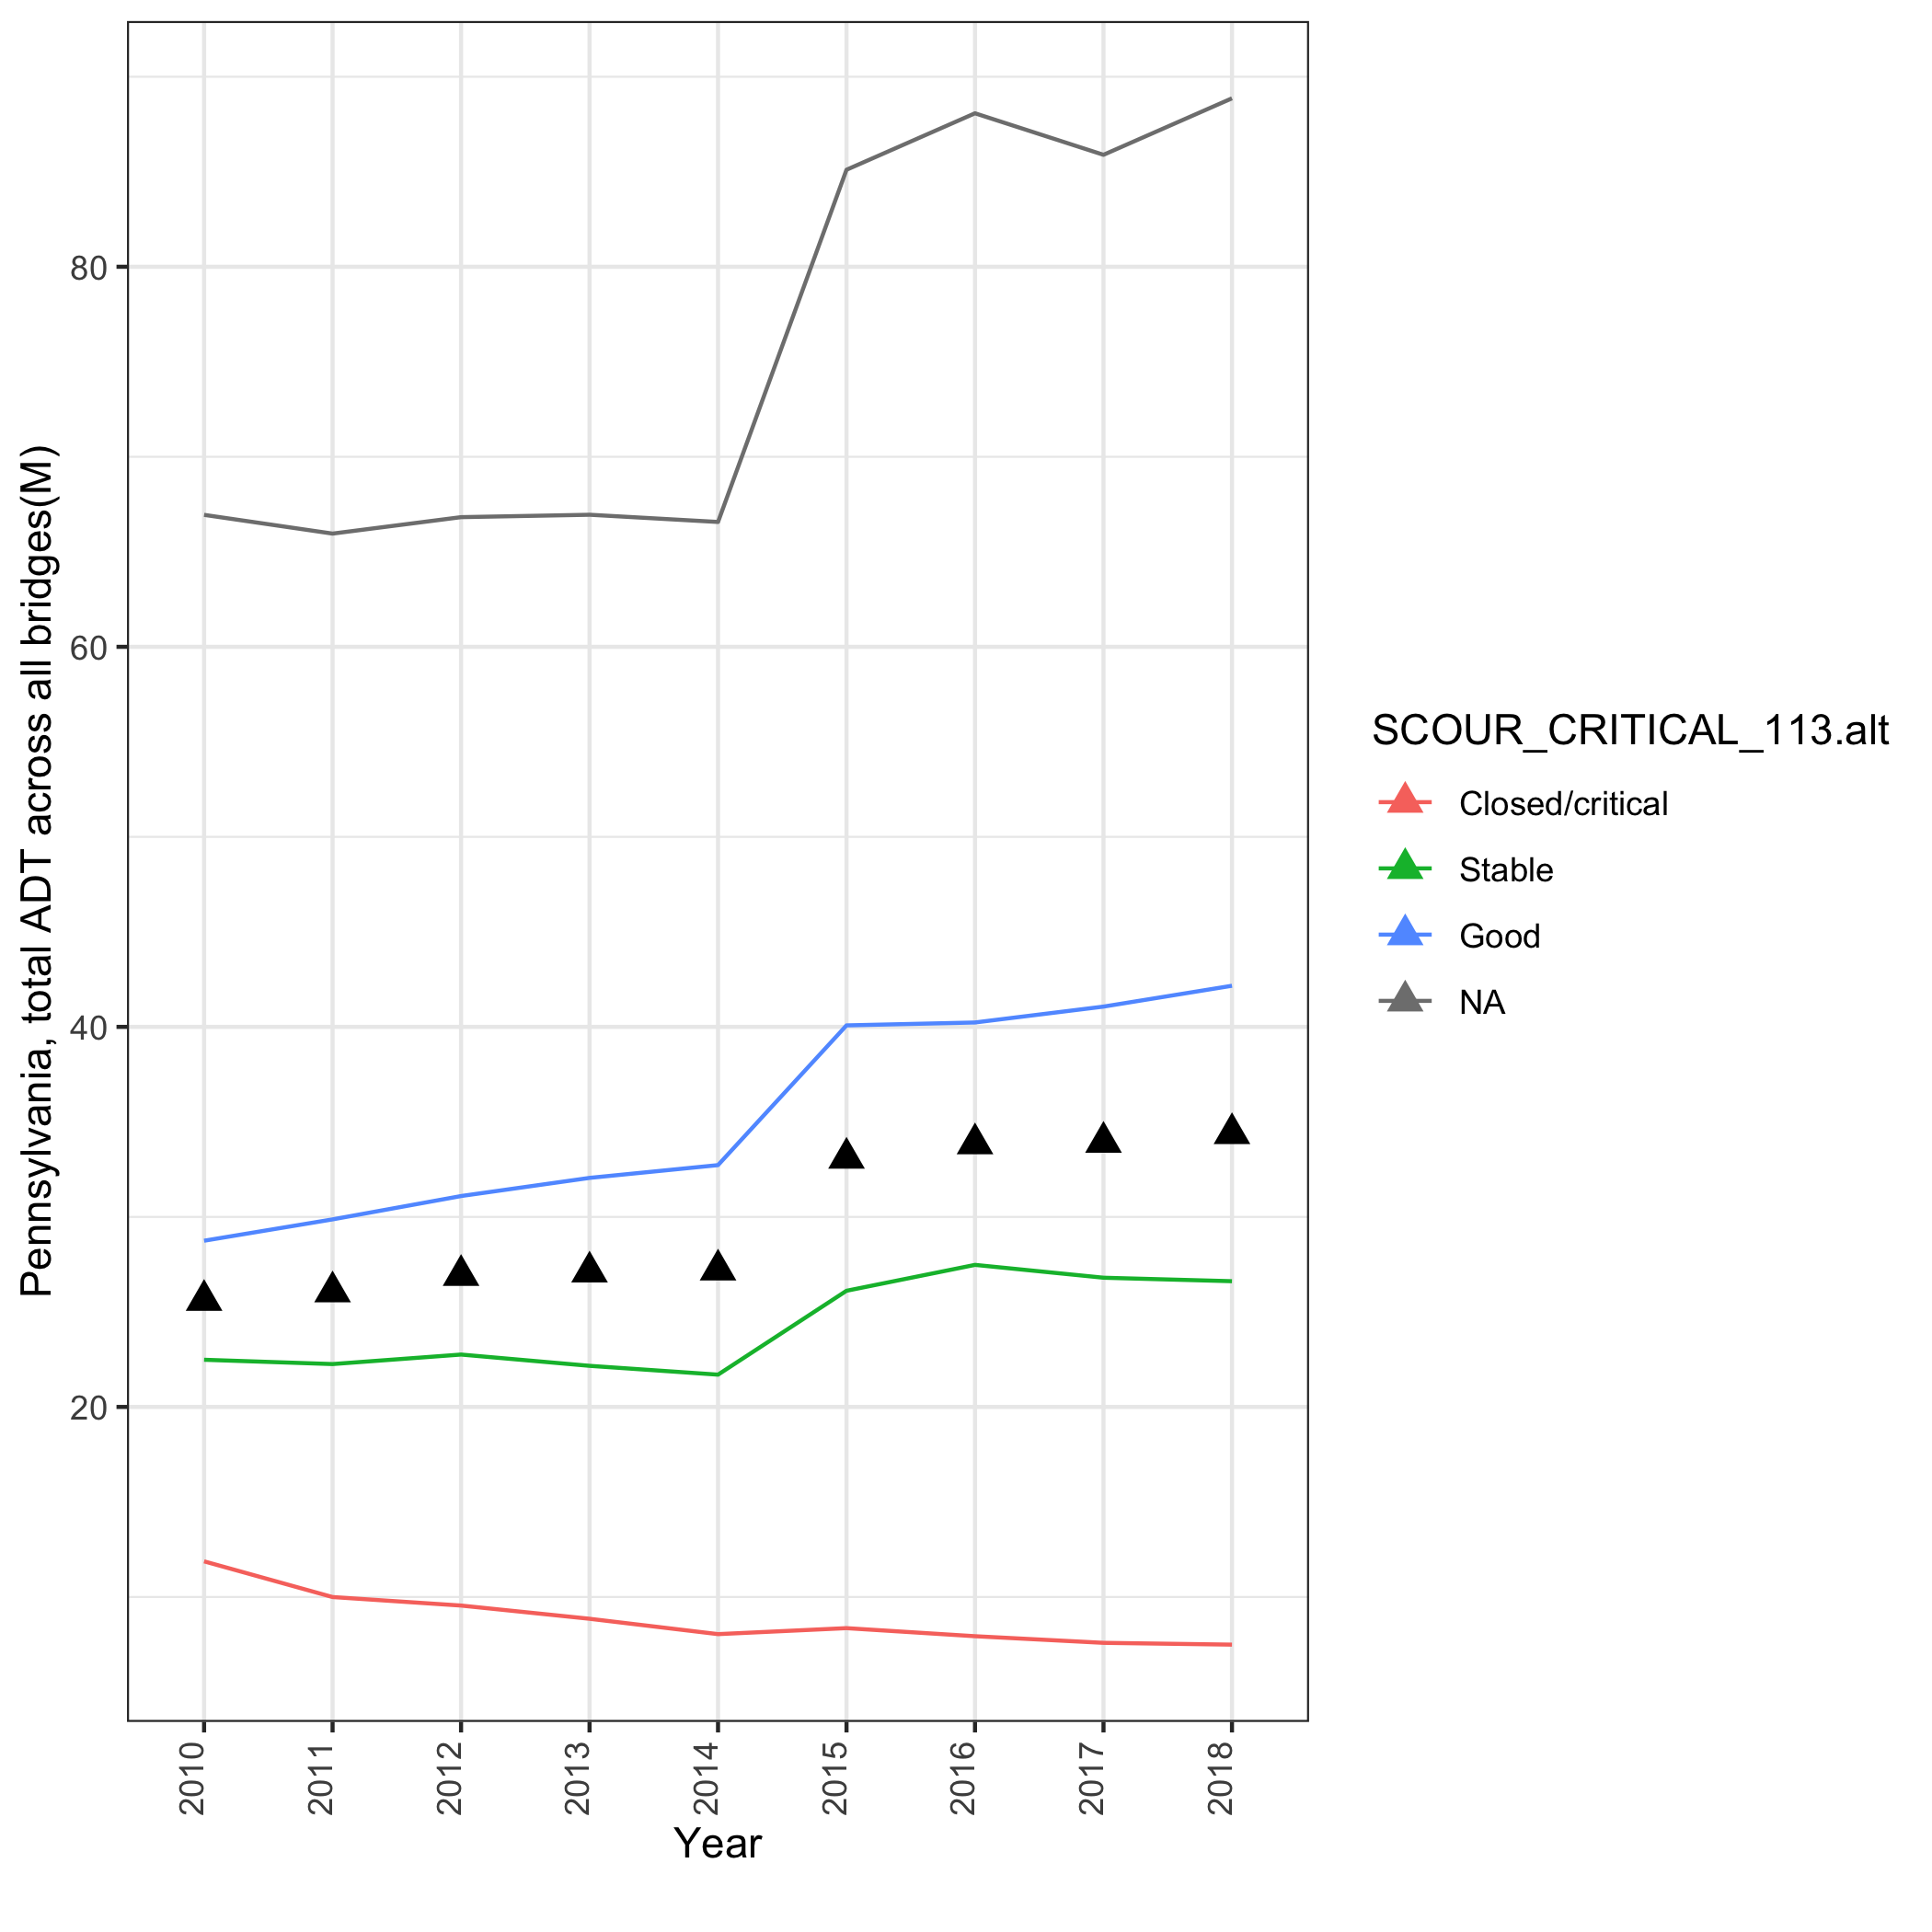 Pennsylvania, total ADT across all bridges(M)
80
60
40
20
2010
2011
2012
2013
2014
2015
2016
2017
2018
Year
SCOUR_CRITICAL_113.alt
Closed/critical
Stable
Good
NA